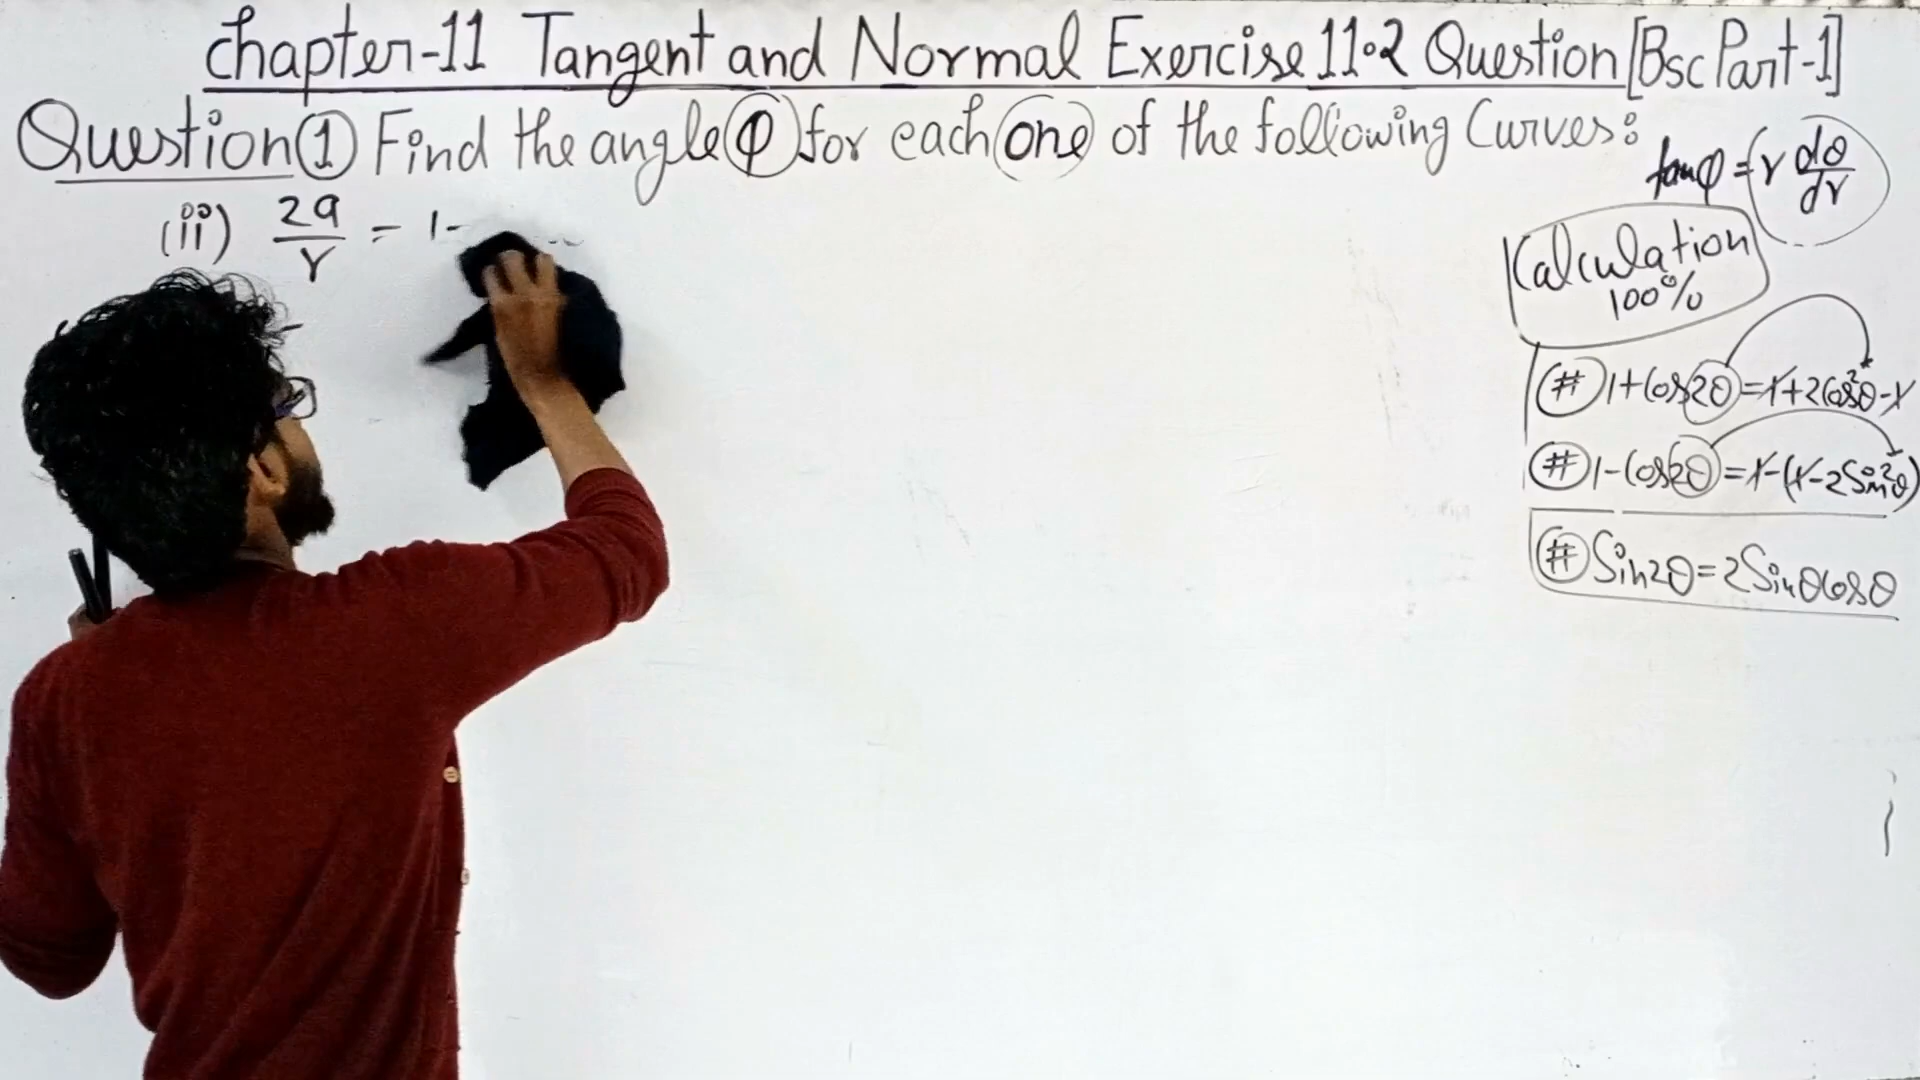 Chapter-11 Tangent and Normal Exercise 11.2 Question [Bsc Part-1]
Question ① Find the angle φ for each one of the following Curves:
tanφ = r dθ/dr
(ii) 2a/r = 1-
Calculation
100%
# 1+Cos2θ = 1+2Cos²θ-1
# 1-Cos2θ = 1-(1-2Sin²θ)
# Sin2θ = 2SinθCosθ